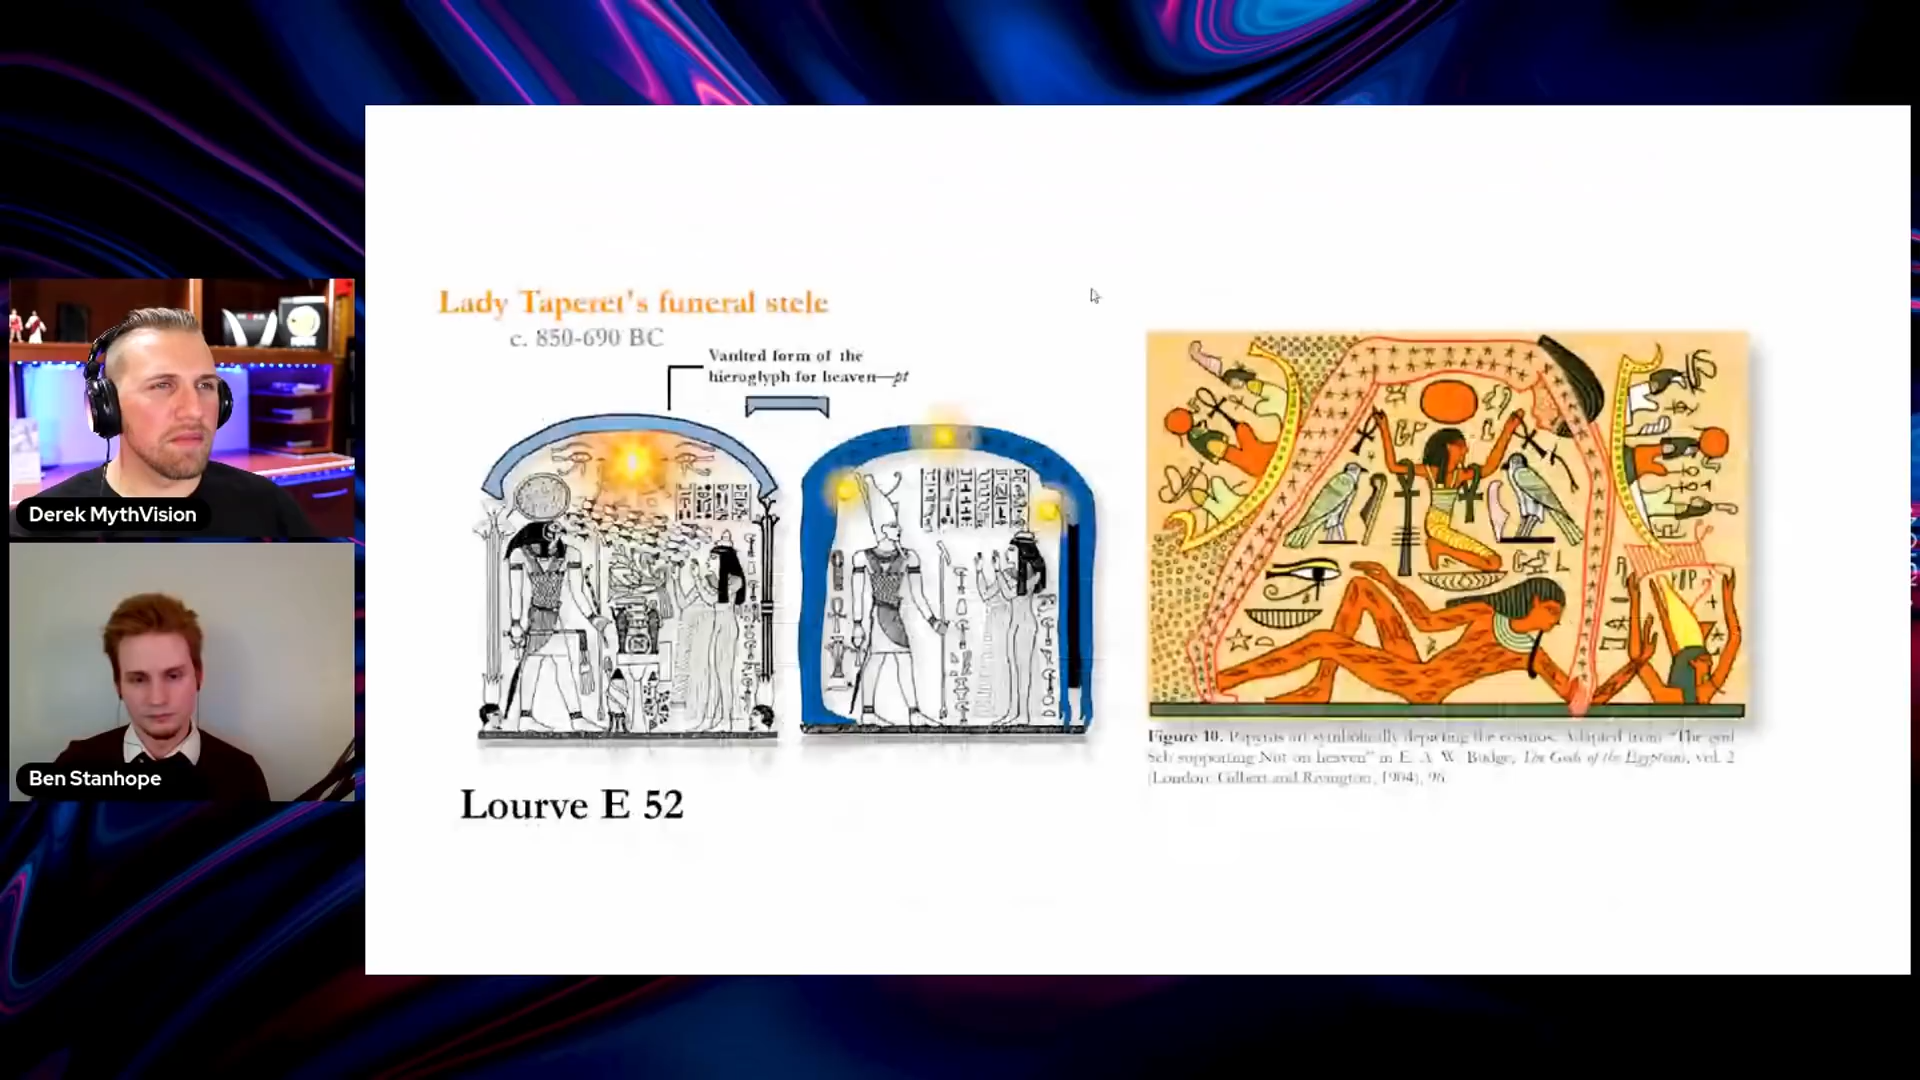 Lady Taperet's funeral stele
c. 850-690 BC
Vaulted form of the
hieroglyph for heaven—pt
Lourve E 52
Figure 10. Papyrus art symbolically depicting the cosmos. Adapted from "The god
Seb supporting Nut on heaven" in E. A. W. Budge, The Gods of the Egyptians, vol. 2
(London: Gilbert and Rivington, 1904), 96
Derek MythVision
Ben Stanhope